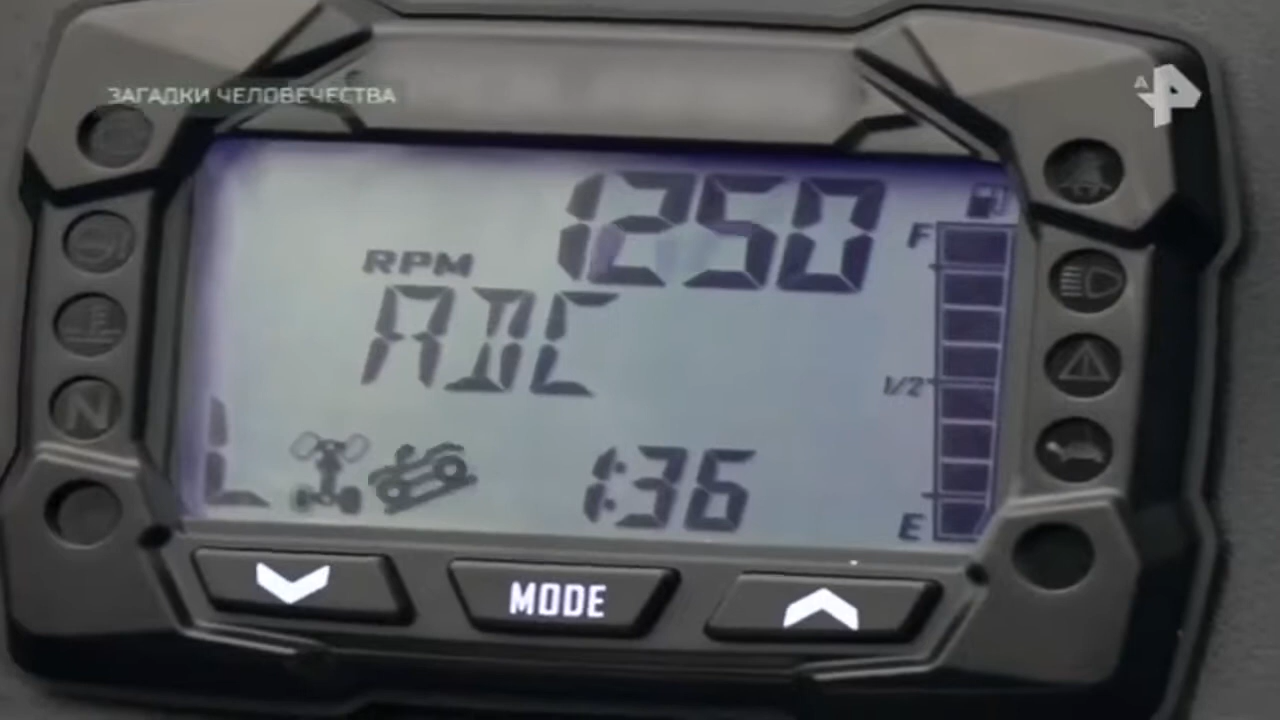 ЗАГАДКИ ЧЕЛОВЕЧЕСТВА
1250
RPM
F
ADC
1/2
N
L
1:36
E
MODE